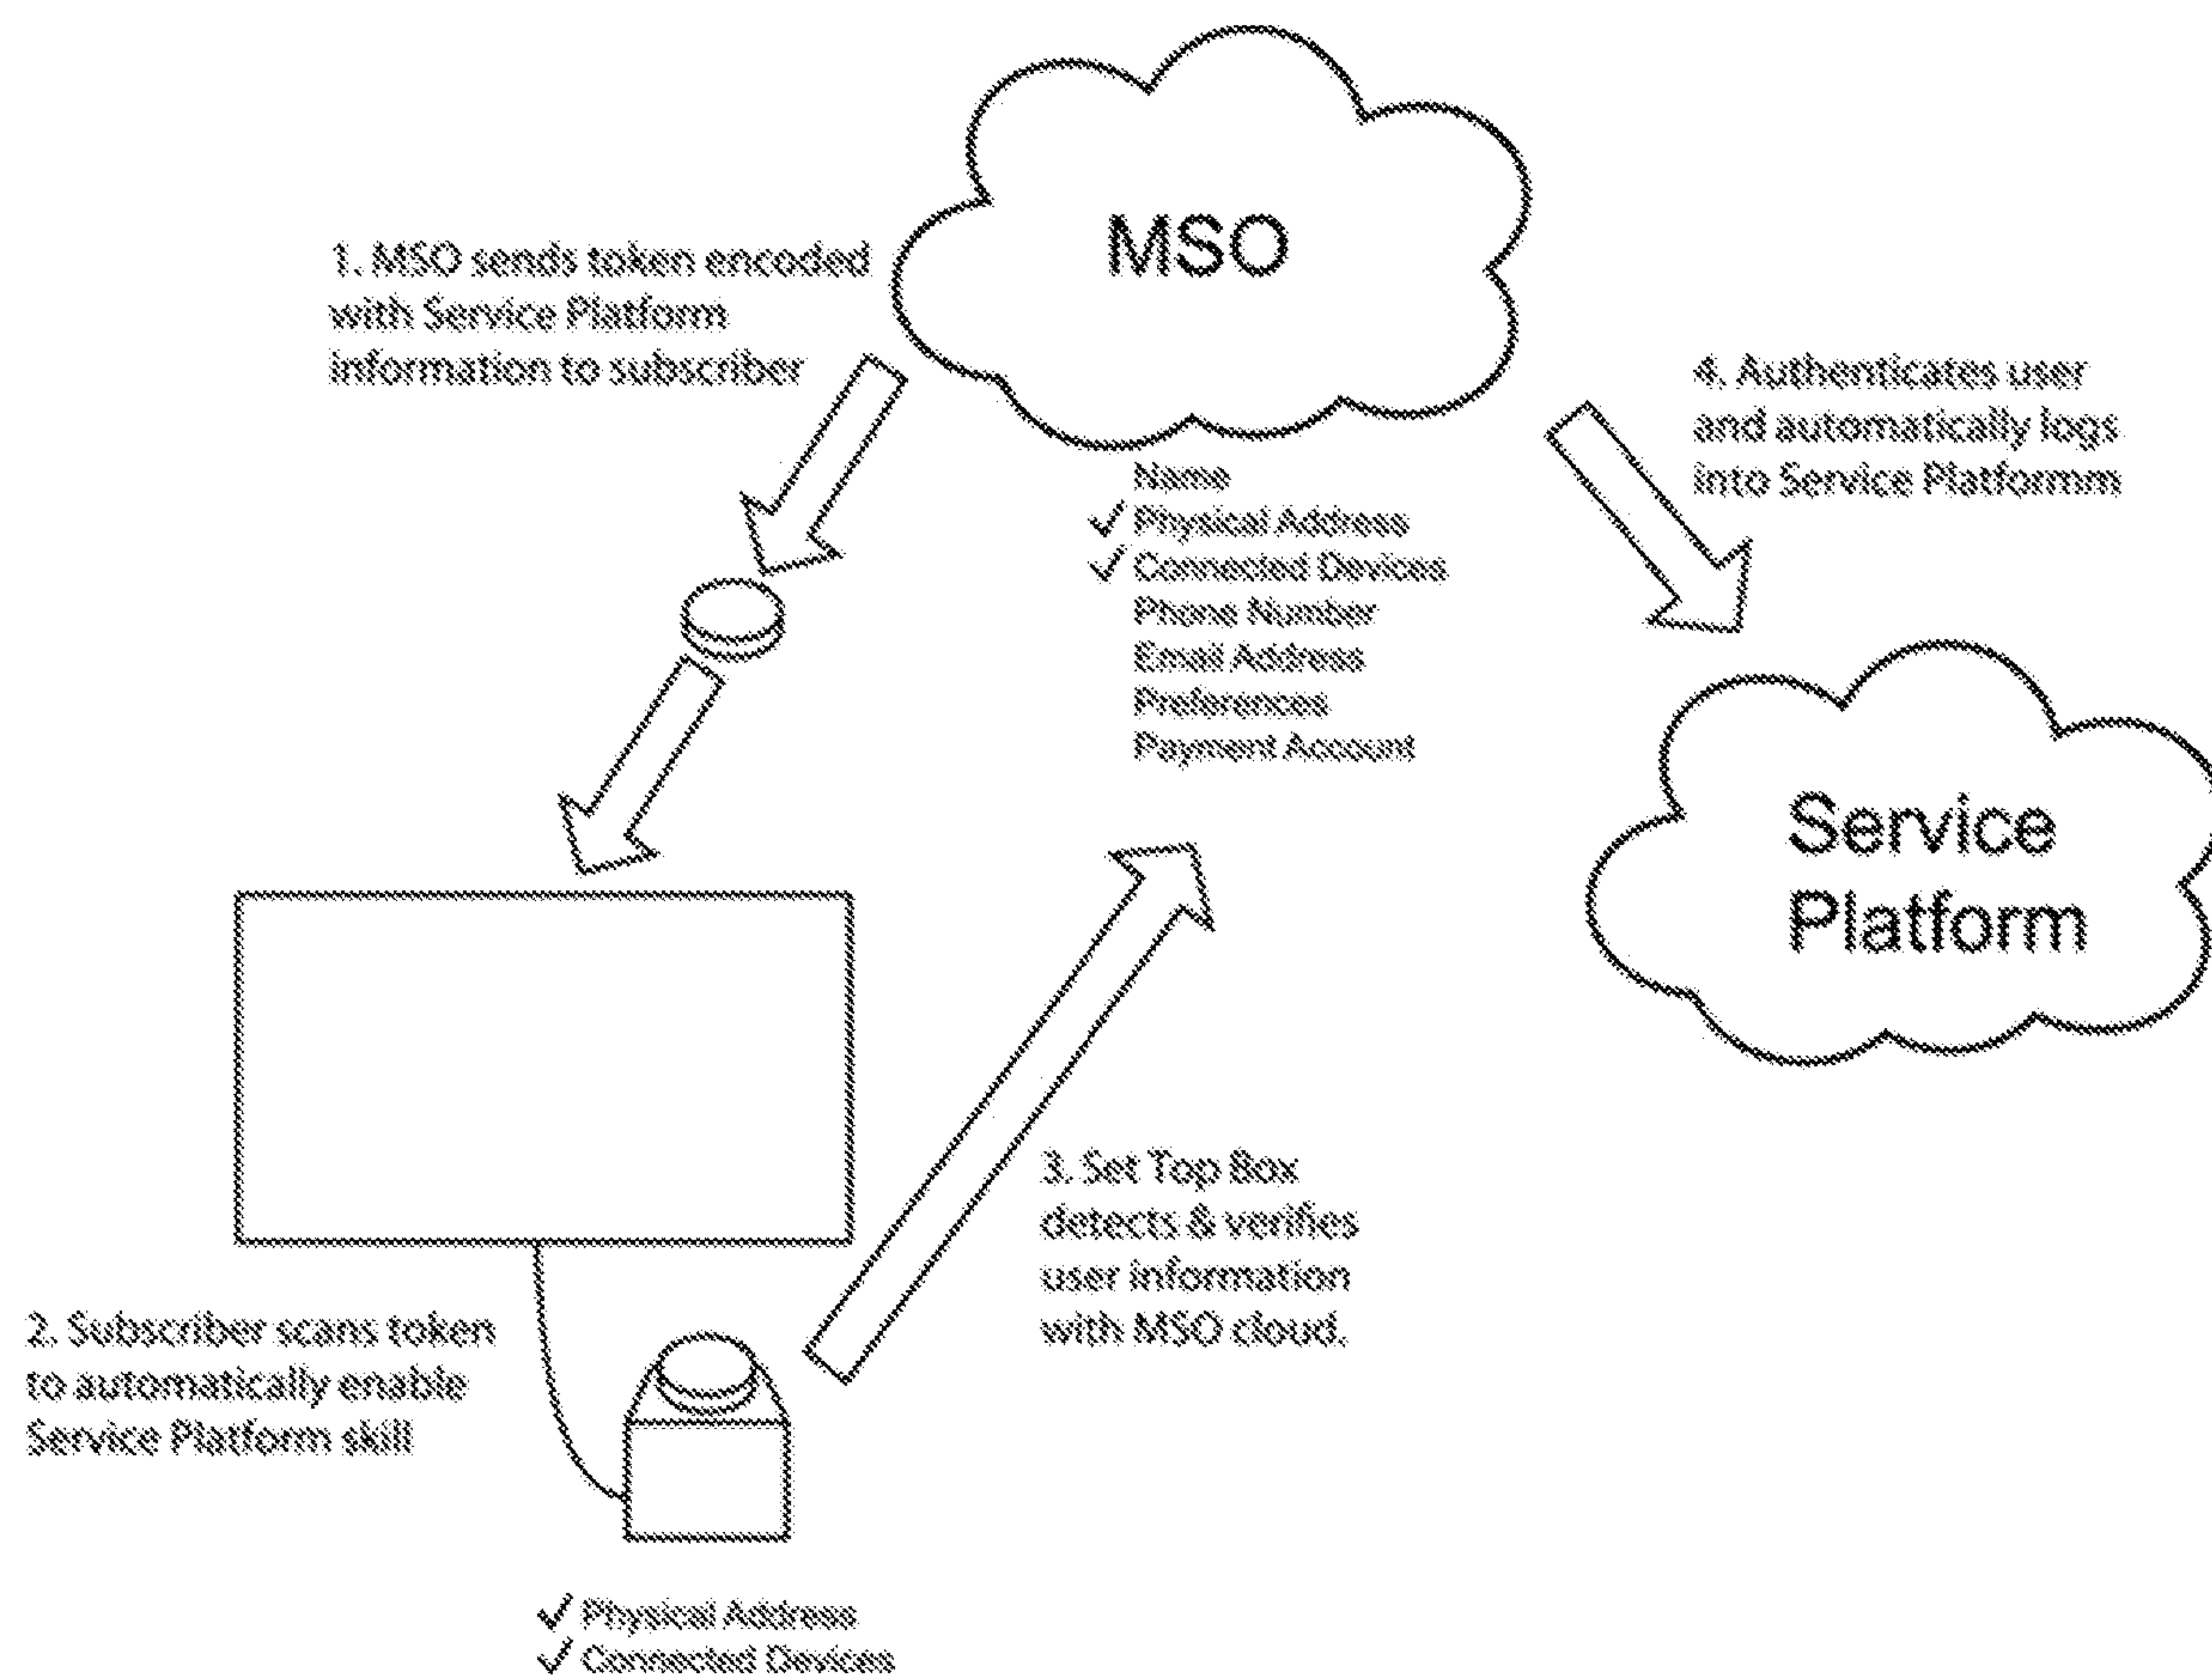 MSO
1. MSO sends token encoded
with Service Platform
information to subscriber
4. Authenticates user
and automatically logs
into Service Platformm
Name
✓ Physical Address
✓ Connected Devices
Phone Number
Email Address
Preferences
Payment Account
Service
Platform
3. Set Top Box
detects & verifies
user information
with MSO cloud.
2. Subscriber scans token
to automatically enable
Service Platform skill
✓ Physical Address
✓ Connected Devices